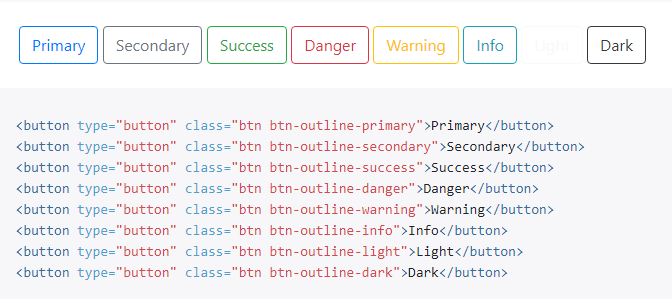 Primary Secondary Success Danger Warning Info Light Dark
<button type="button" class="btn btn-outline-primary">Primary</button>
<button type="button" class="btn btn-outline-secondary">Secondary</button>
<button type="button" class="btn btn-outline-success">Success</button>
<button type="button" class="btn btn-outline-danger">Danger</button>
<button type="button" class="btn btn-outline-warning">Warning</button>
<button type="button" class="btn btn-outline-info">Info</button>
<button type="button" class="btn btn-outline-light">Light</button>
<button type="button" class="btn btn-outline-dark">Dark</button>